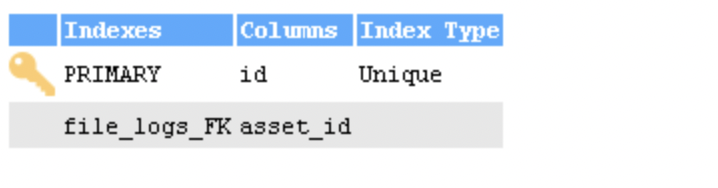 Indexes Columns Index Type
PRIMARY id Unique
file_logs_FK asset_id